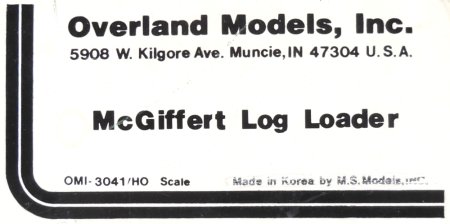 Overland Models, Inc.
5908 W. Kilgore Ave. Muncie, IN 47304 U.S.A.
McGiffert Log Loader
OMI-3041/HO Scale Made in Korea by M.S. Models, INC.